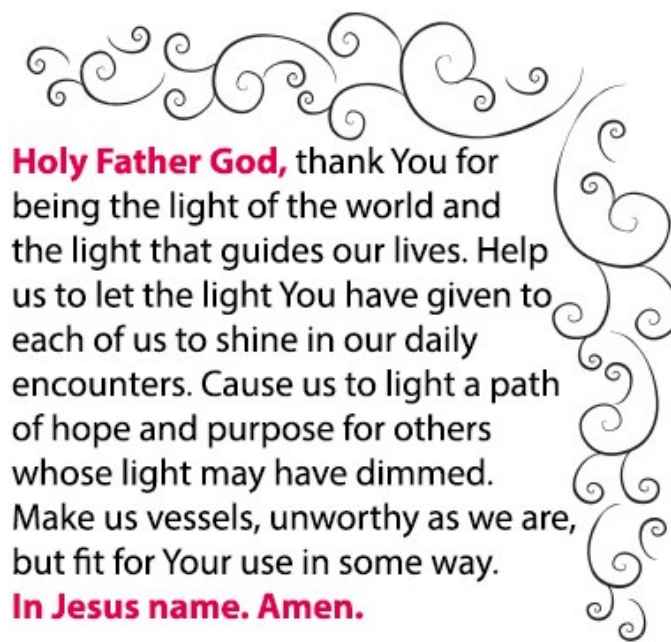 Holy Father God, thank You for
being the light of the world and
the light that guides our lives. Help
us to let the light You have given to
each of us to shine in our daily
encounters. Cause us to light a path
of hope and purpose for others
whose light may have dimmed.
Make us vessels, unworthy as we are,
but fit for Your use in some way.
In Jesus name. Amen.